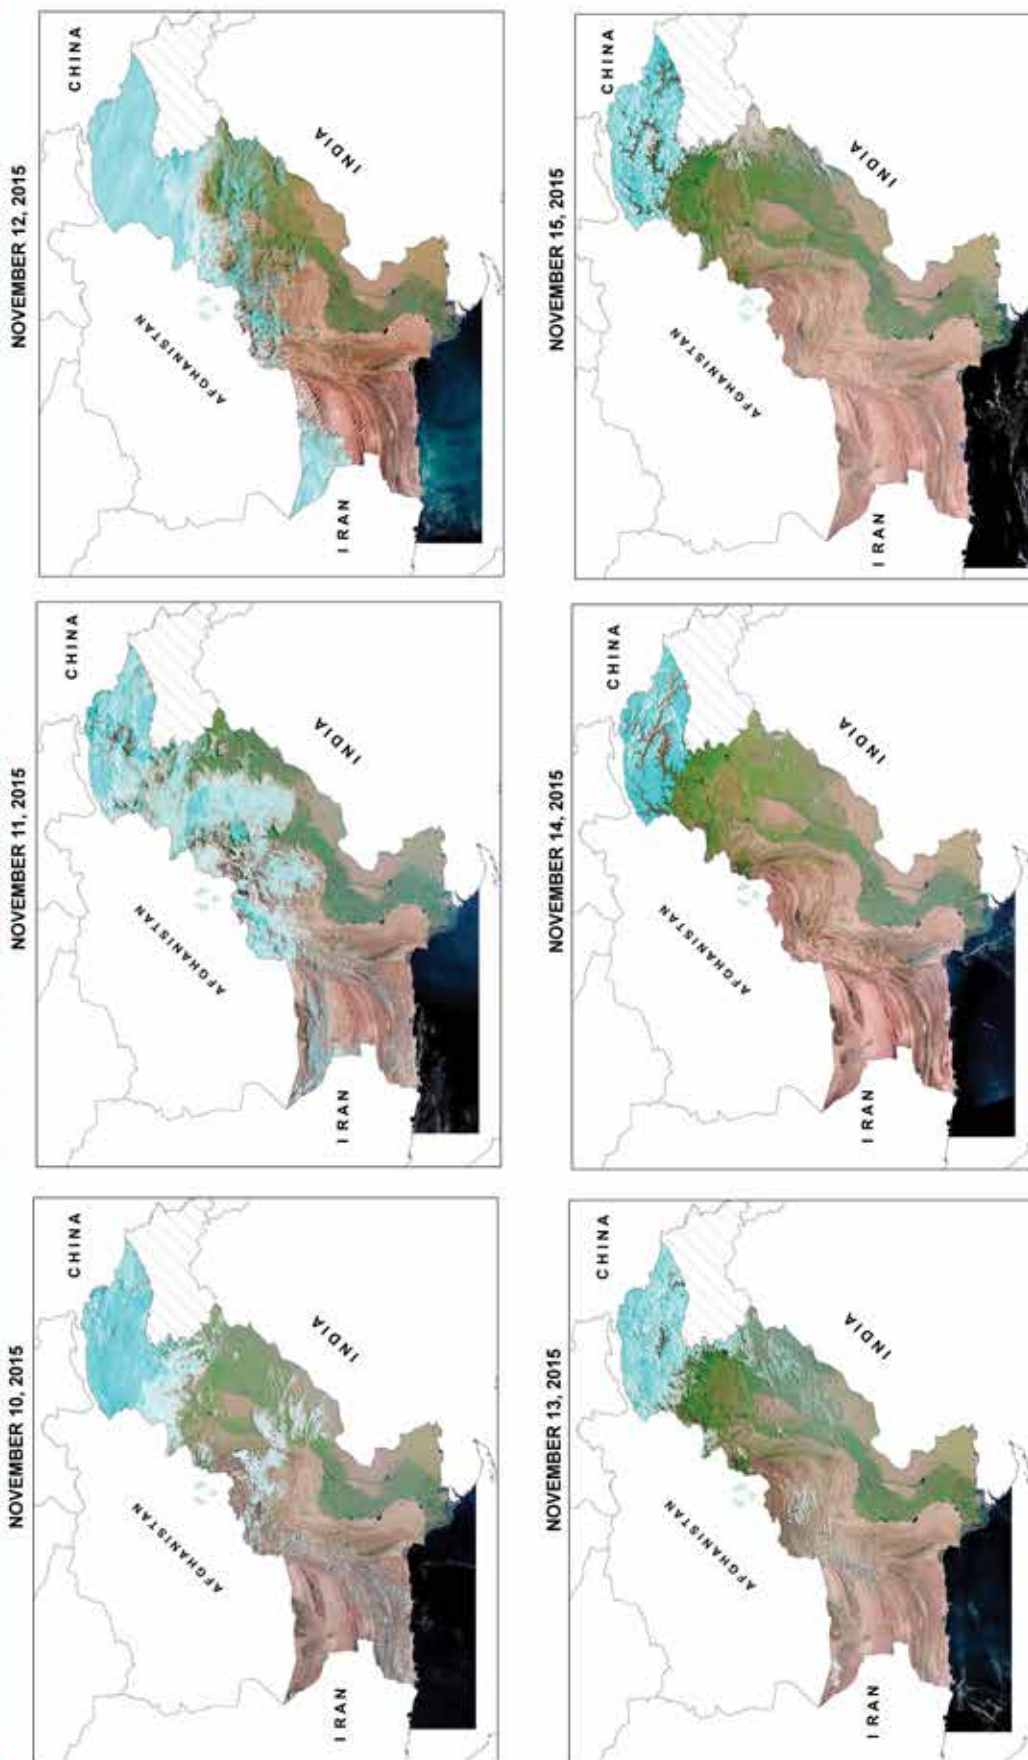 NOVEMBER 10, 2015
CHINA
AFGHANISTAN
INDIA
IRAN
NOVEMBER 11, 2015
CHINA
AFGHANISTAN
INDIA
IRAN
NOVEMBER 12, 2015
CHINA
AFGHANISTAN
INDIA
IRAN
NOVEMBER 13, 2015
CHINA
AFGHANISTAN
INDIA
IRAN
NOVEMBER 14, 2015
CHINA
AFGHANISTAN
INDIA
IRAN
NOVEMBER 15, 2015
CHINA
AFGHANISTAN
INDIA
IRAN